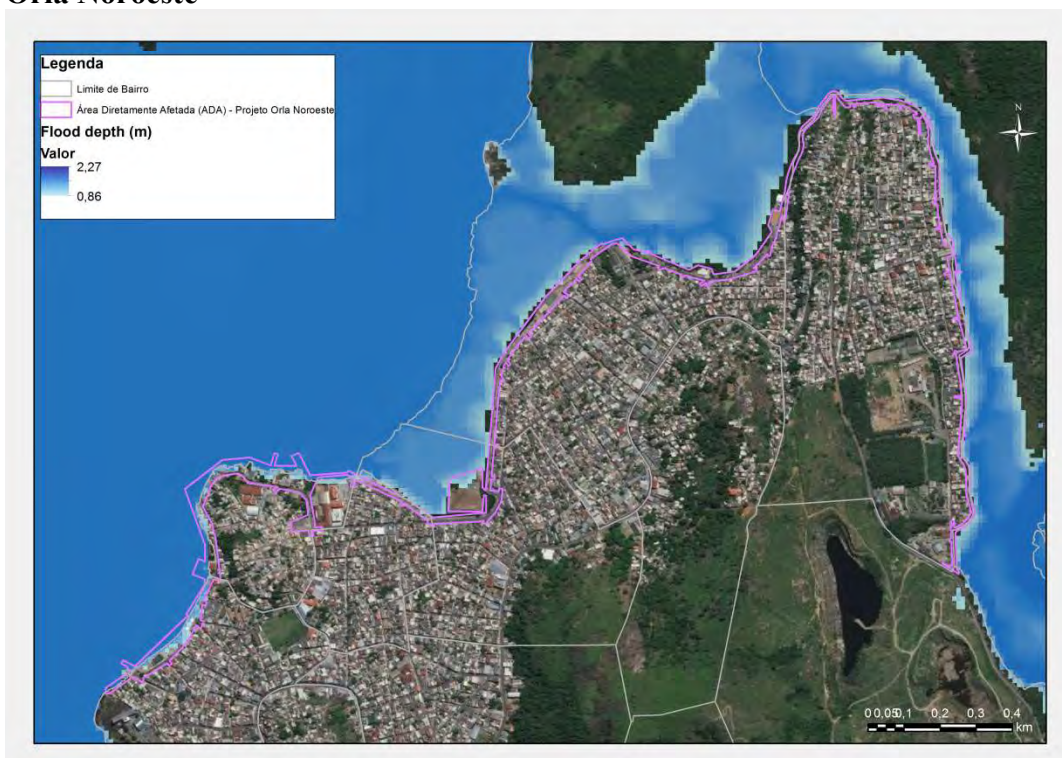 Orla Noroeste
Legenda
Limite de Bairro
Área Diretamente Afetada (ADA) - Projeto Orla Noroeste
Flood depth (m)
Valor
2,27
0,86
N
0 0,05 0,1 0,2 0,3 0,4
km